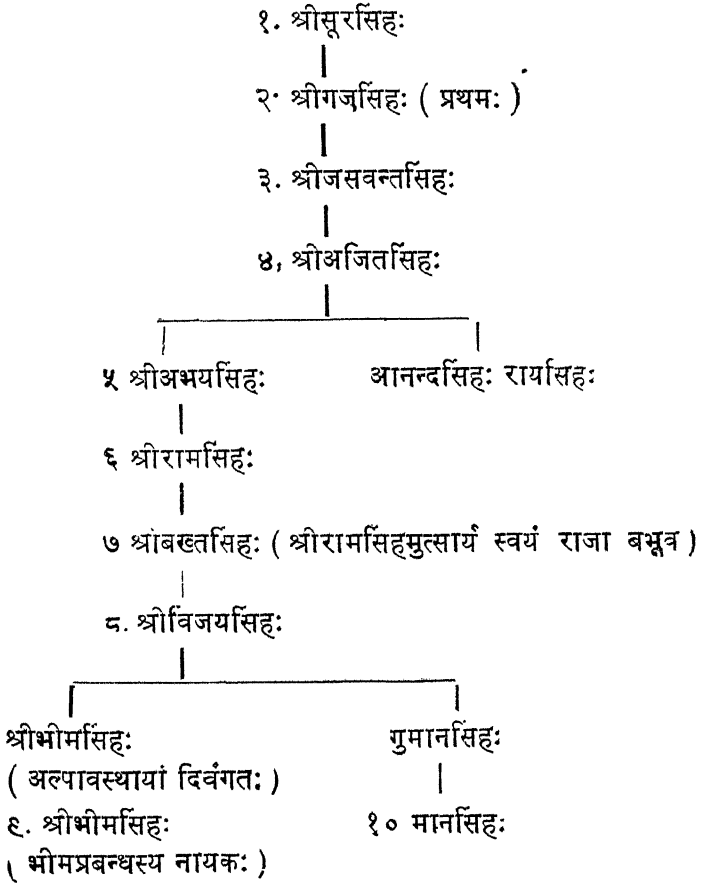 १. श्रीसूरसिंहः
२. श्रीगजसिंहः ( प्रथमः )
३. श्रीजसवन्तसिंहः
४, श्रीअजितसिंहः
५ श्रीअभयसिंहः आनन्दसिंहः रायसिंहः
६ श्रीरामसिंहः
७ श्रीबख्तसिंहः ( श्रीरामसिंहमुत्सार्य स्वयं राजा बभूव )
८. श्रीविजयसिंहः
श्रीभीमसिंहः गुमानसिंहः
( अल्पावस्थायां दिवंगतः )
९. श्रीभीमसिंहः १० मानसिंहः
( भीमप्रबन्धस्य नायकः )